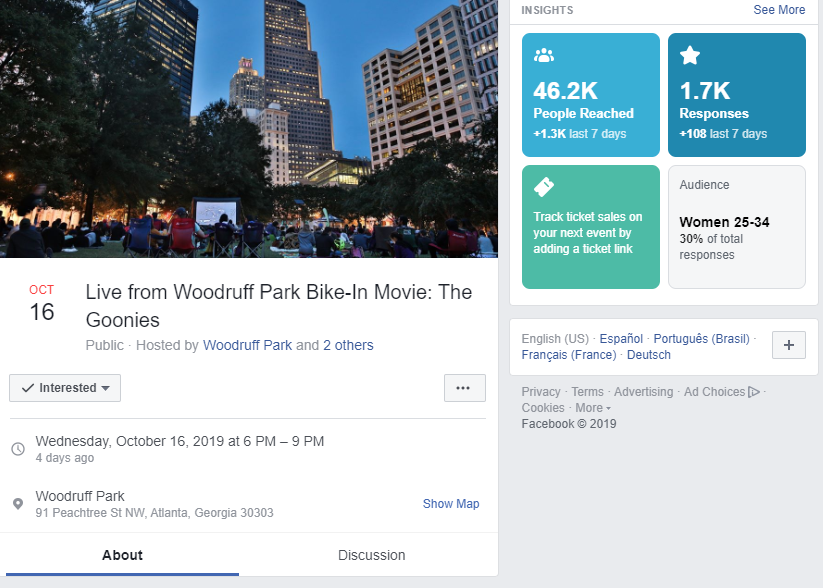 OCT
16
Live from Woodruff Park Bike-In Movie: The
Goonies
Public · Hosted by Woodruff Park and 2 others
Interested
Wednesday, October 16, 2019 at 6 PM – 9 PM
4 days ago
Woodruff Park
91 Peachtree St NW, Atlanta, Georgia 30303
Show Map
About
Discussion
INSIGHTS
See More
46.2K
People Reached
+1.3K last 7 days
1.7K
Responses
+108 last 7 days
Track ticket sales on
your next event by
adding a ticket link
Audience
Women 25-34
30% of total
responses
English (US) · Español · Português (Brasil) ·
Français (France) · Deutsch
Privacy · Terms · Advertising · Ad Choices ·
Cookies · More
Facebook © 2019